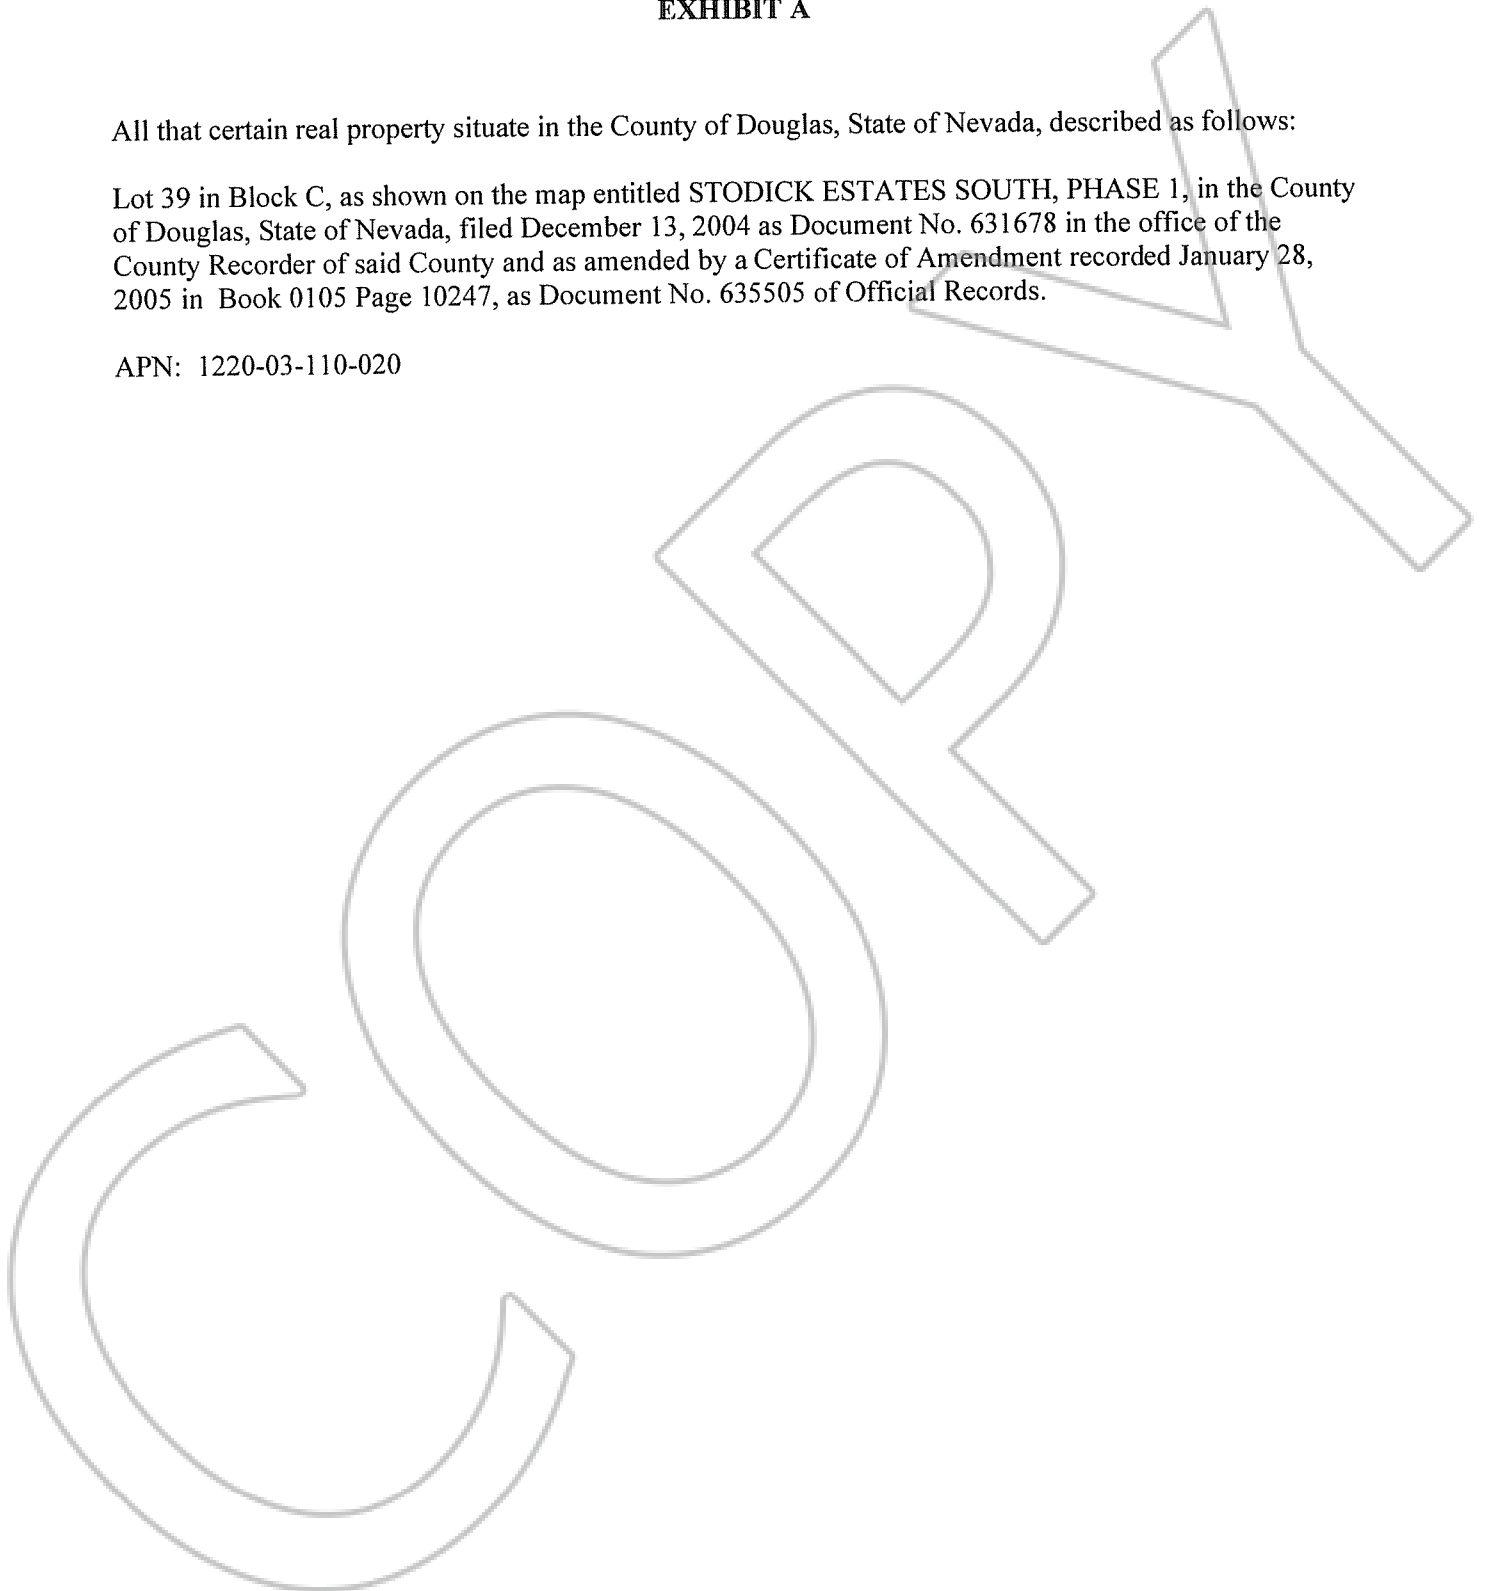 EXHIBIT A
All that certain real property situate in the County of Douglas, State of Nevada, described as follows:
Lot 39 in Block C, as shown on the map entitled STODICK ESTATES SOUTH, PHASE 1, in the County
of Douglas, State of Nevada, filed December 13, 2004 as Document No. 631678 in the office of the
County Recorder of said County and as amended by a Certificate of Amendment recorded January 28,
2005 in  Book 0105 Page 10247, as Document No. 635505 of Official Records.
APN:  1220-03-110-020
COPY